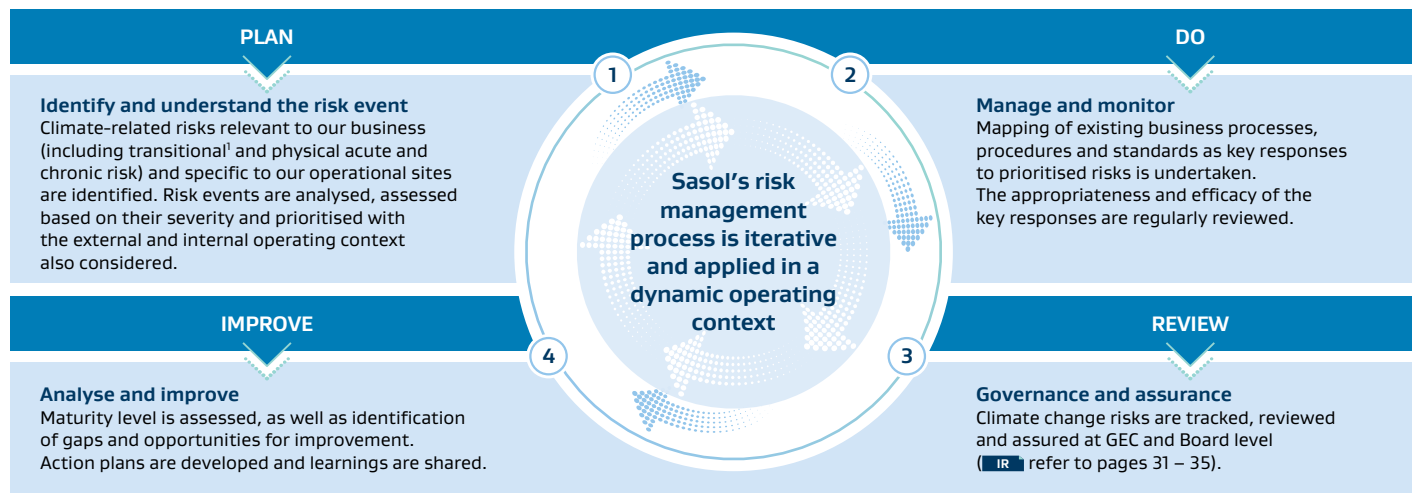 PLAN
1
Identify and understand the risk event
Climate-related risks relevant to our business
(including transitional¹ and physical acute and
chronic risk) and specific to our operational sites
are identified. Risk events are analysed, assessed
based on their severity and prioritised with
the external and internal operating context
also considered.
DO
2
Manage and monitor
Mapping of existing business processes,
procedures and standards as key responses
to prioritised risks is undertaken.
The appropriateness and efficacy of the
key responses are regularly reviewed.
Sasol's risk
management
process is iterative
and applied in a
dynamic operating
context
REVIEW
3
Governance and assurance
Climate change risks are tracked, reviewed
and assured at GEC and Board level
( IR refer to pages 31 – 35).
IMPROVE
4
Analyse and improve
Maturity level is assessed, as well as identification
of gaps and opportunities for improvement.
Action plans are developed and learnings are shared.